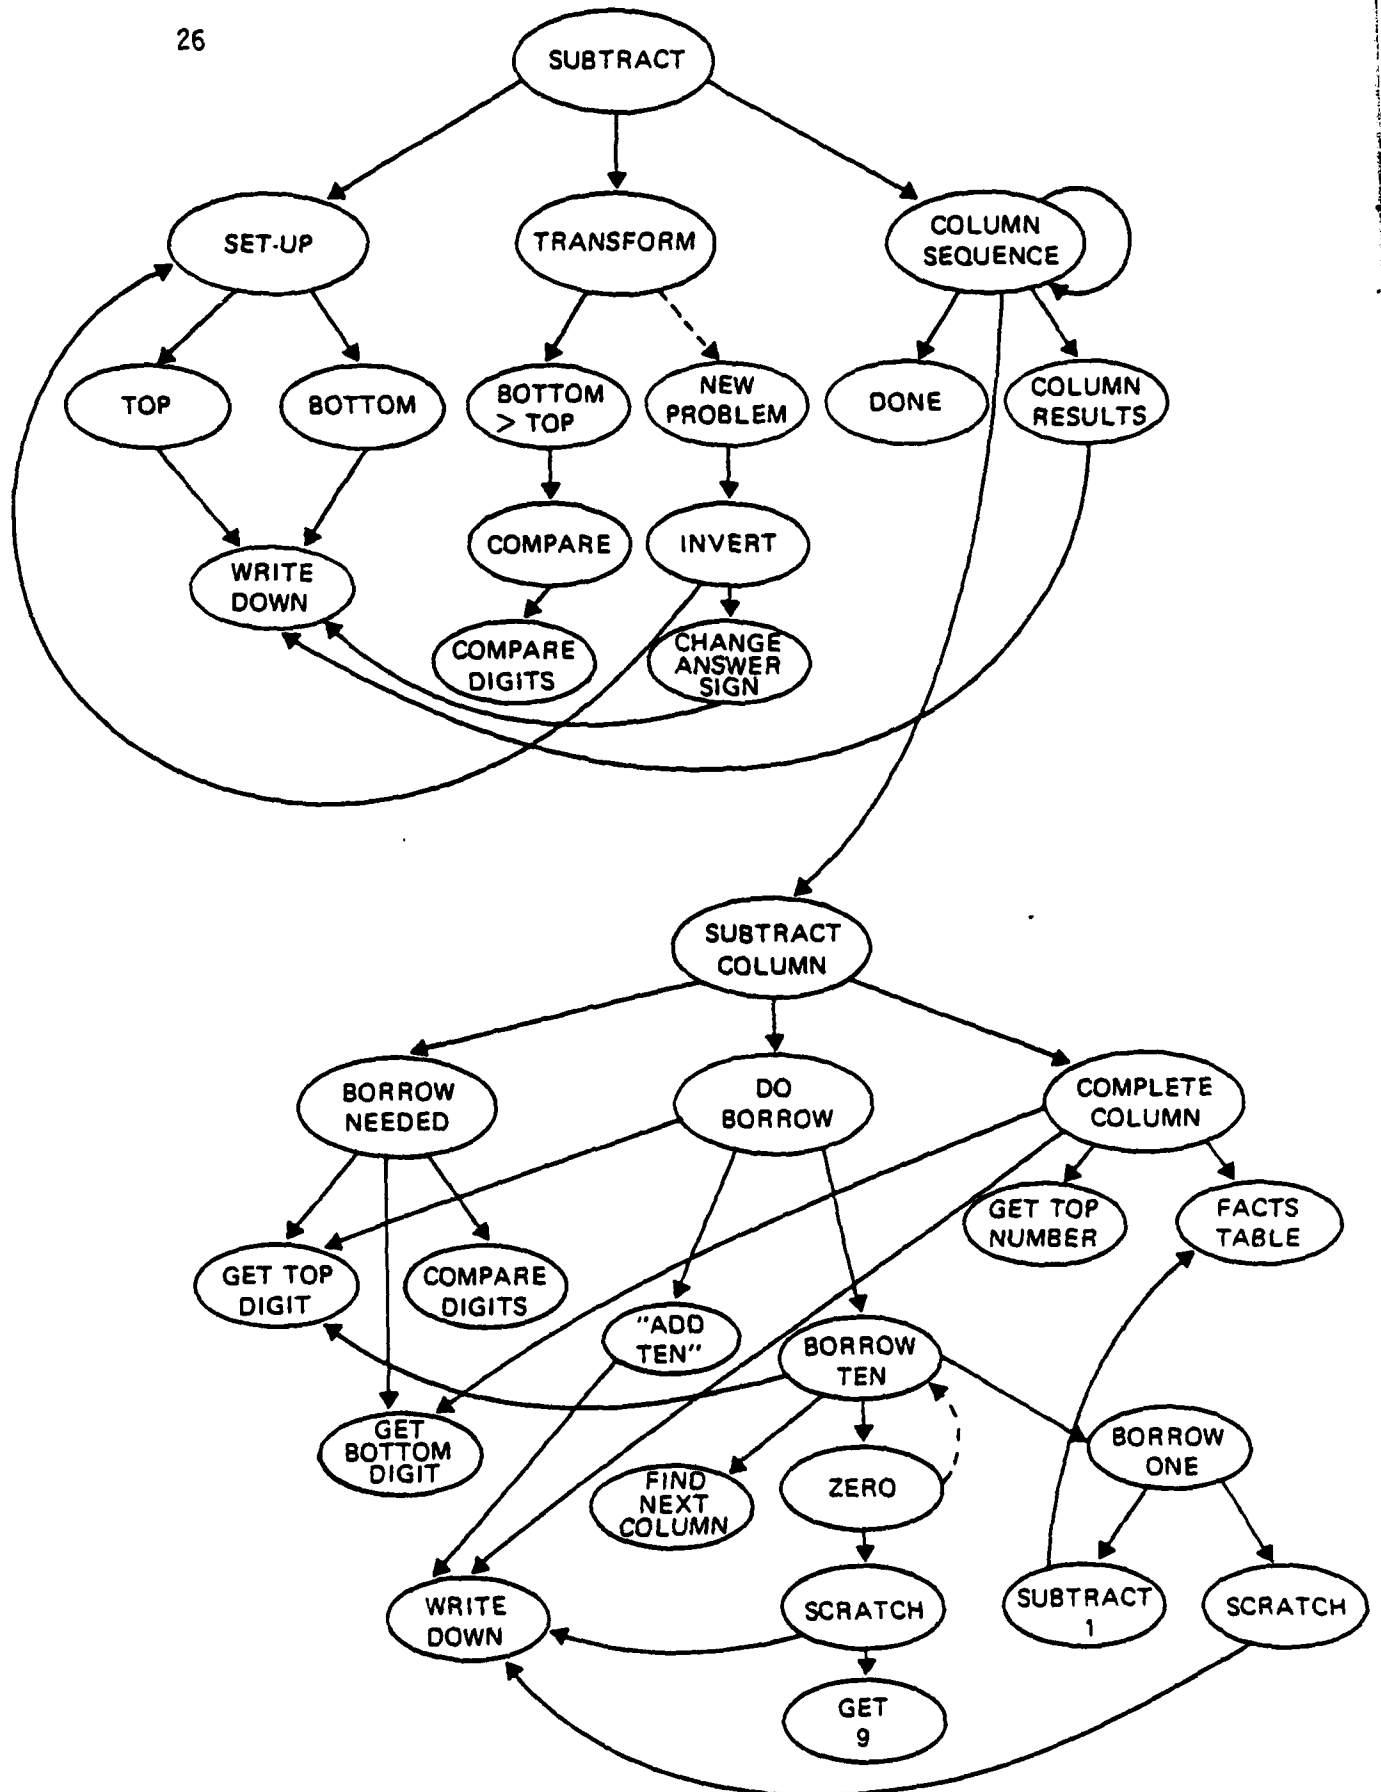 26
SUBTRACT
SET-UP
TRANSFORM
COLUMN
SEQUENCE
TOP
BOTTOM
BOTTOM
> TOP
NEW
PROBLEM
DONE
COLUMN
RESULTS
WRITE
DOWN
COMPARE
INVERT
COMPARE
DIGITS
CHANGE
ANSWER
SIGN
SUBTRACT
COLUMN
BORROW
NEEDED
DO
BORROW
COMPLETE
COLUMN
GET TOP
NUMBER
FACTS
TABLE
GET TOP
DIGIT
COMPARE
DIGITS
"ADD
TEN"
BORROW
TEN
GET
BOTTOM
DIGIT
FIND
NEXT
COLUMN
ZERO
BORROW
ONE
WRITE
DOWN
SCRATCH
SUBTRACT
1
SCRATCH
GET
9